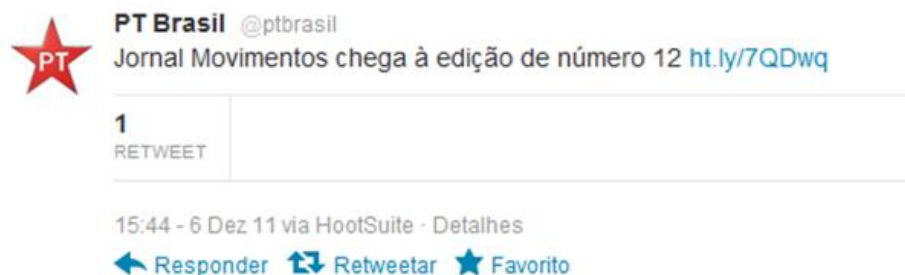 PT Brasil @ptbrasil
PT
Jornal Movimentos chega à edição de número 12 ht.ly/7QDwq
1
RETWEET
15:44 - 6 Dez 11 via HootSuite · Detalhes
Responder Retweetar Favorito